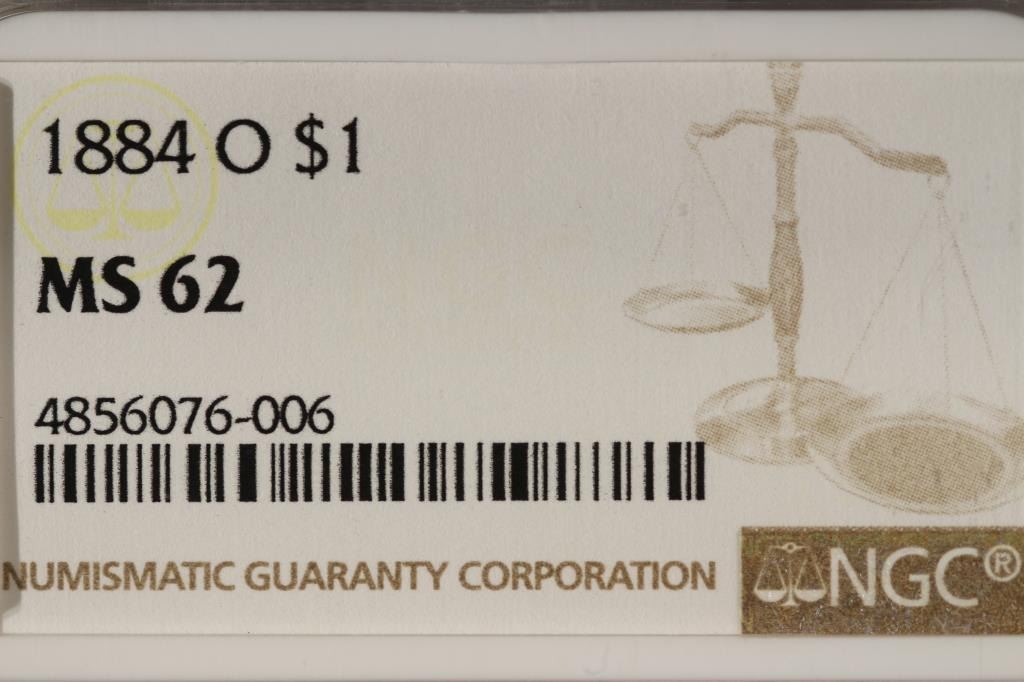 1884 O $1
MS 62
4856076-006
NUMISMATIC GUARANTY CORPORATION
NGC®